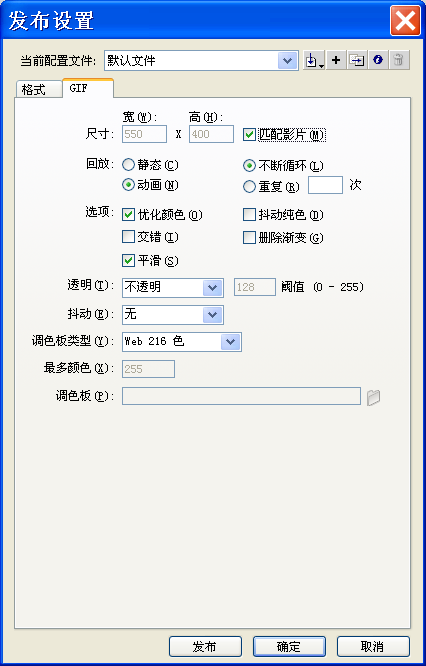 发布设置
当前配置文件: 默认文件
格式 GIF
宽(W): 高(H):
尺寸: 550 X 400 匹配影片(M)
回放: 静态(C) 不断循环(L)
动画(N) 重复(R) 次
选项: 优化颜色(O) 抖动纯色(D)
交错(I) 删除渐变(G)
平滑(S)
透明(T): 不透明 128 阈值 (0 - 255)
抖动(E): 无
调色板类型(Y): Web 216 色
最多颜色(X): 255
调色板(P):
发布 确定 取消